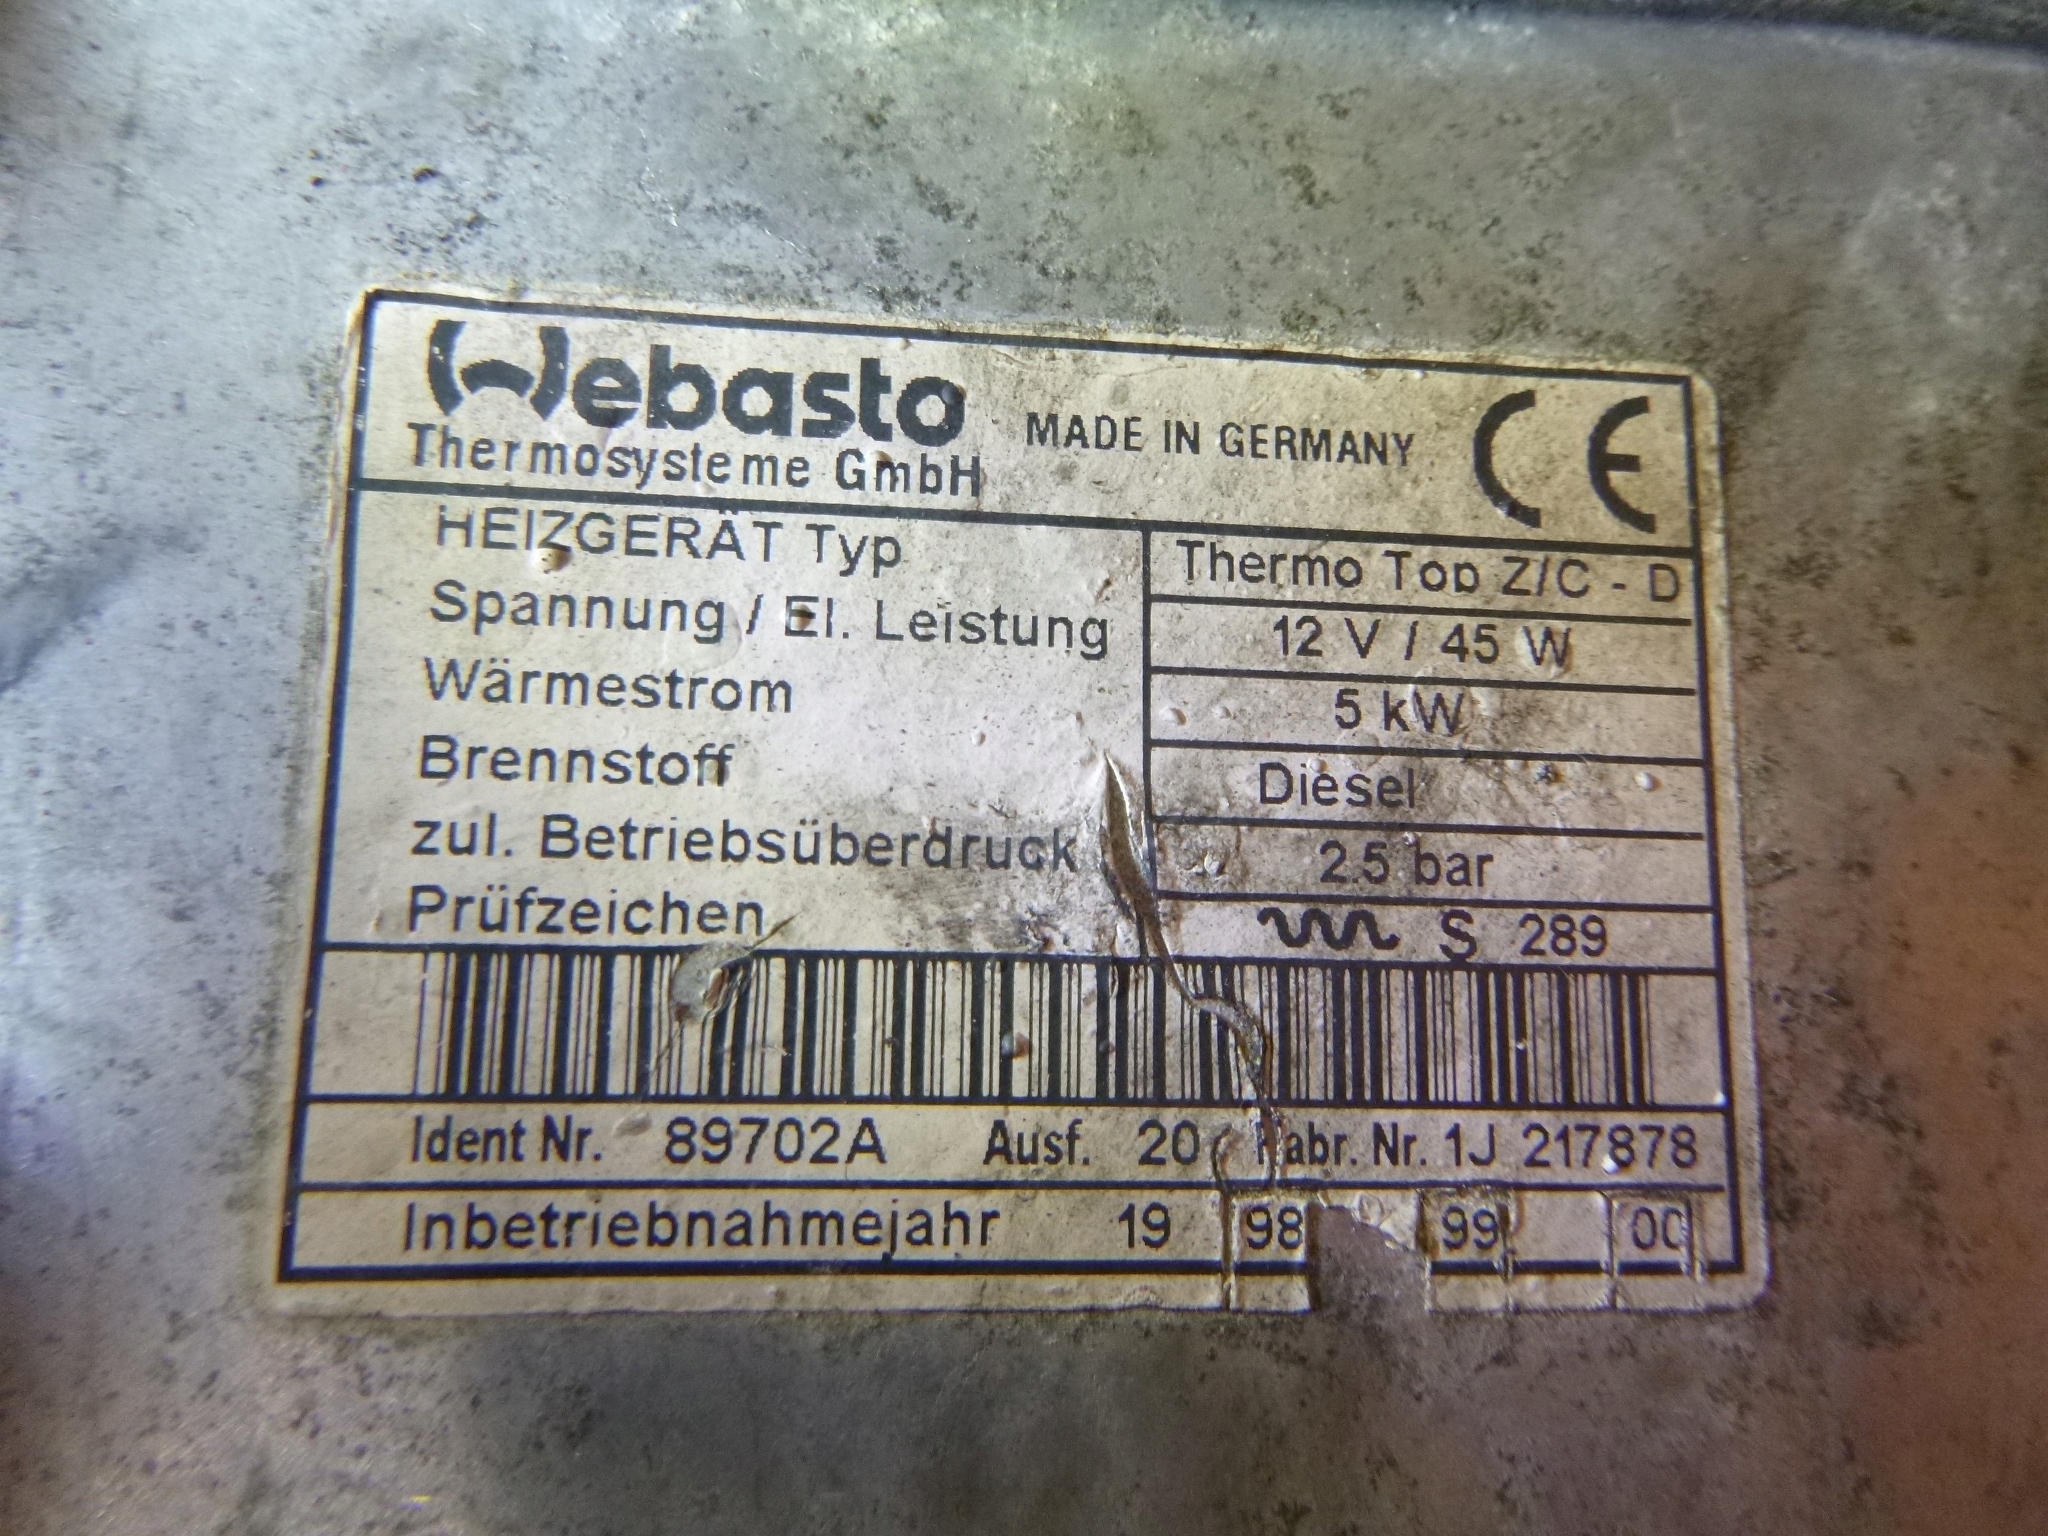 Webasto
Thermosysteme GmbH MADE IN GERMANY CE
HEIZGERÄT Typ Thermo Top Z/C - D
Spannung / El. Leistung 12 V / 45 W
Wärmestrom 5 kW
Brennstoff Diesel
zul. Betriebsüberdruck 2.5 bar
Prüfzeichen S 289
Ident Nr. 89702A Ausf. 20 Fabr. Nr. 1J 217878
Inbetriebnahmejahr 19 98 99 00